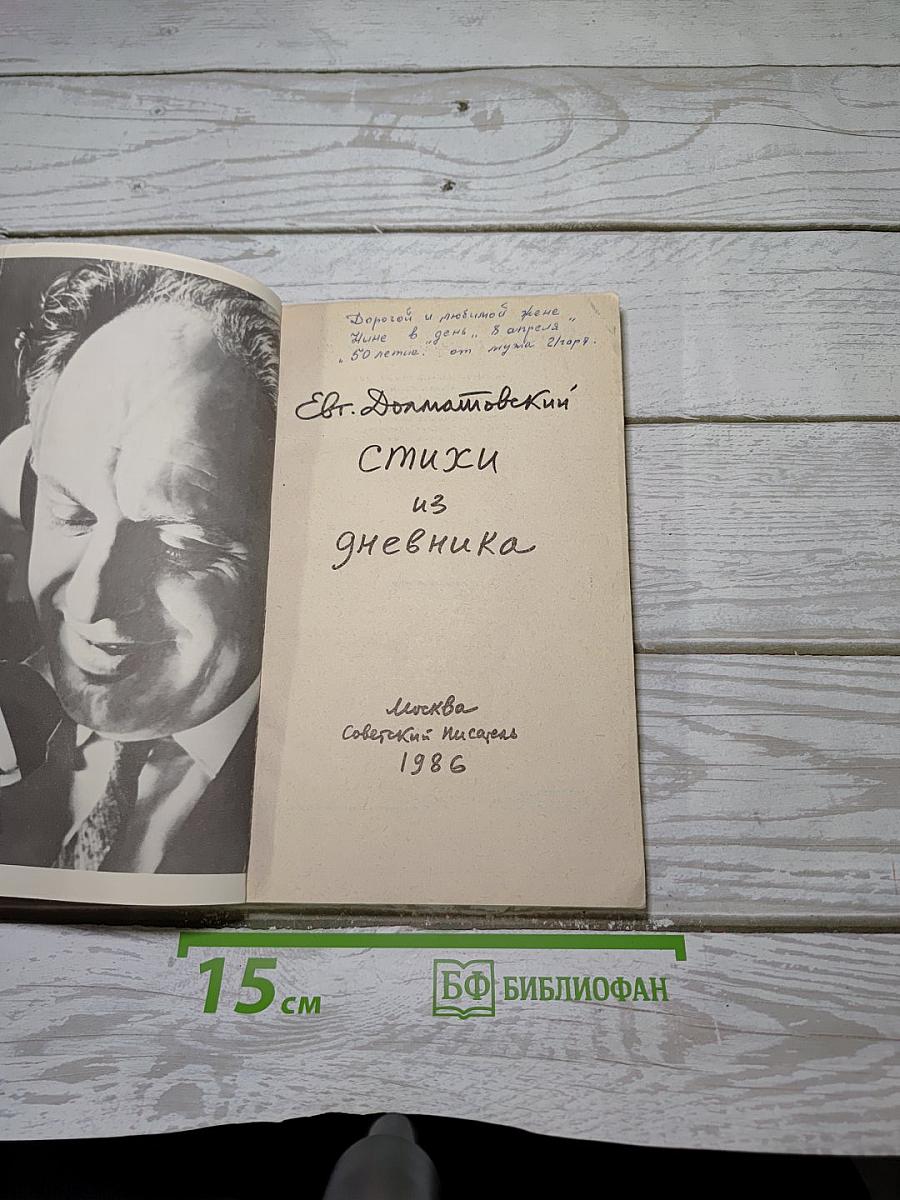 Дорогой и любимой жене
Нине в „день„ 8 апреля „
„50 летие. от мужа
Евг. Долматовский
стихи
из
дневника
Москва
Советский Писатель
1986
15 см
БФ БИБЛИОФАН